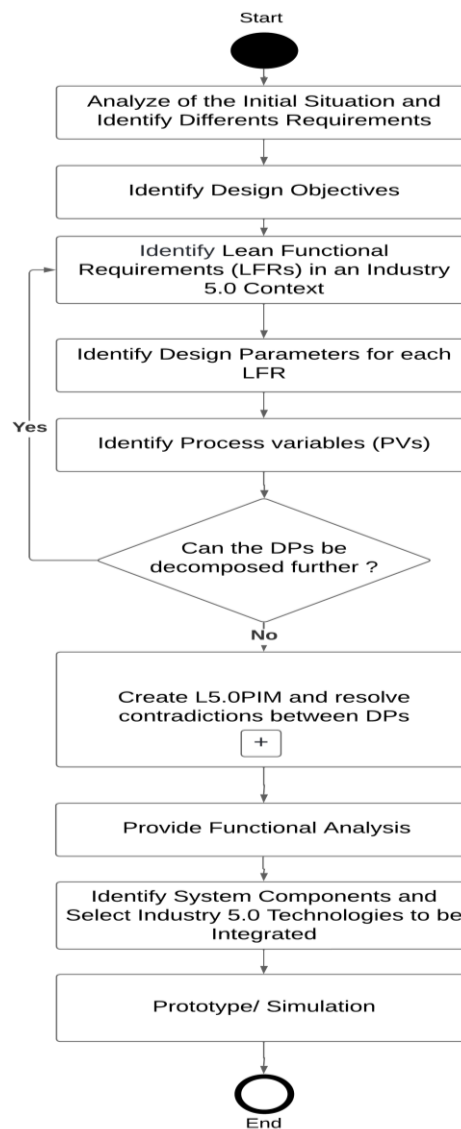 Start
Analyze of the Initial Situation and
Identify Differents Requirements
Identify Design Objectives
Identify Lean Functional
Requirements (LFRs) in an Industry
5.0 Context
Identify Design Parameters for each
LFR
Yes
Identify Process variables (PVs)
Can the DPs be
decomposed further ?
No
Create L5.0PIM and resolve
contradictions between DPs
+
Provide Functional Analysis
Identify System Components and
Select Industry 5.0 Technologies to be
Integrated
Prototype/ Simulation
End